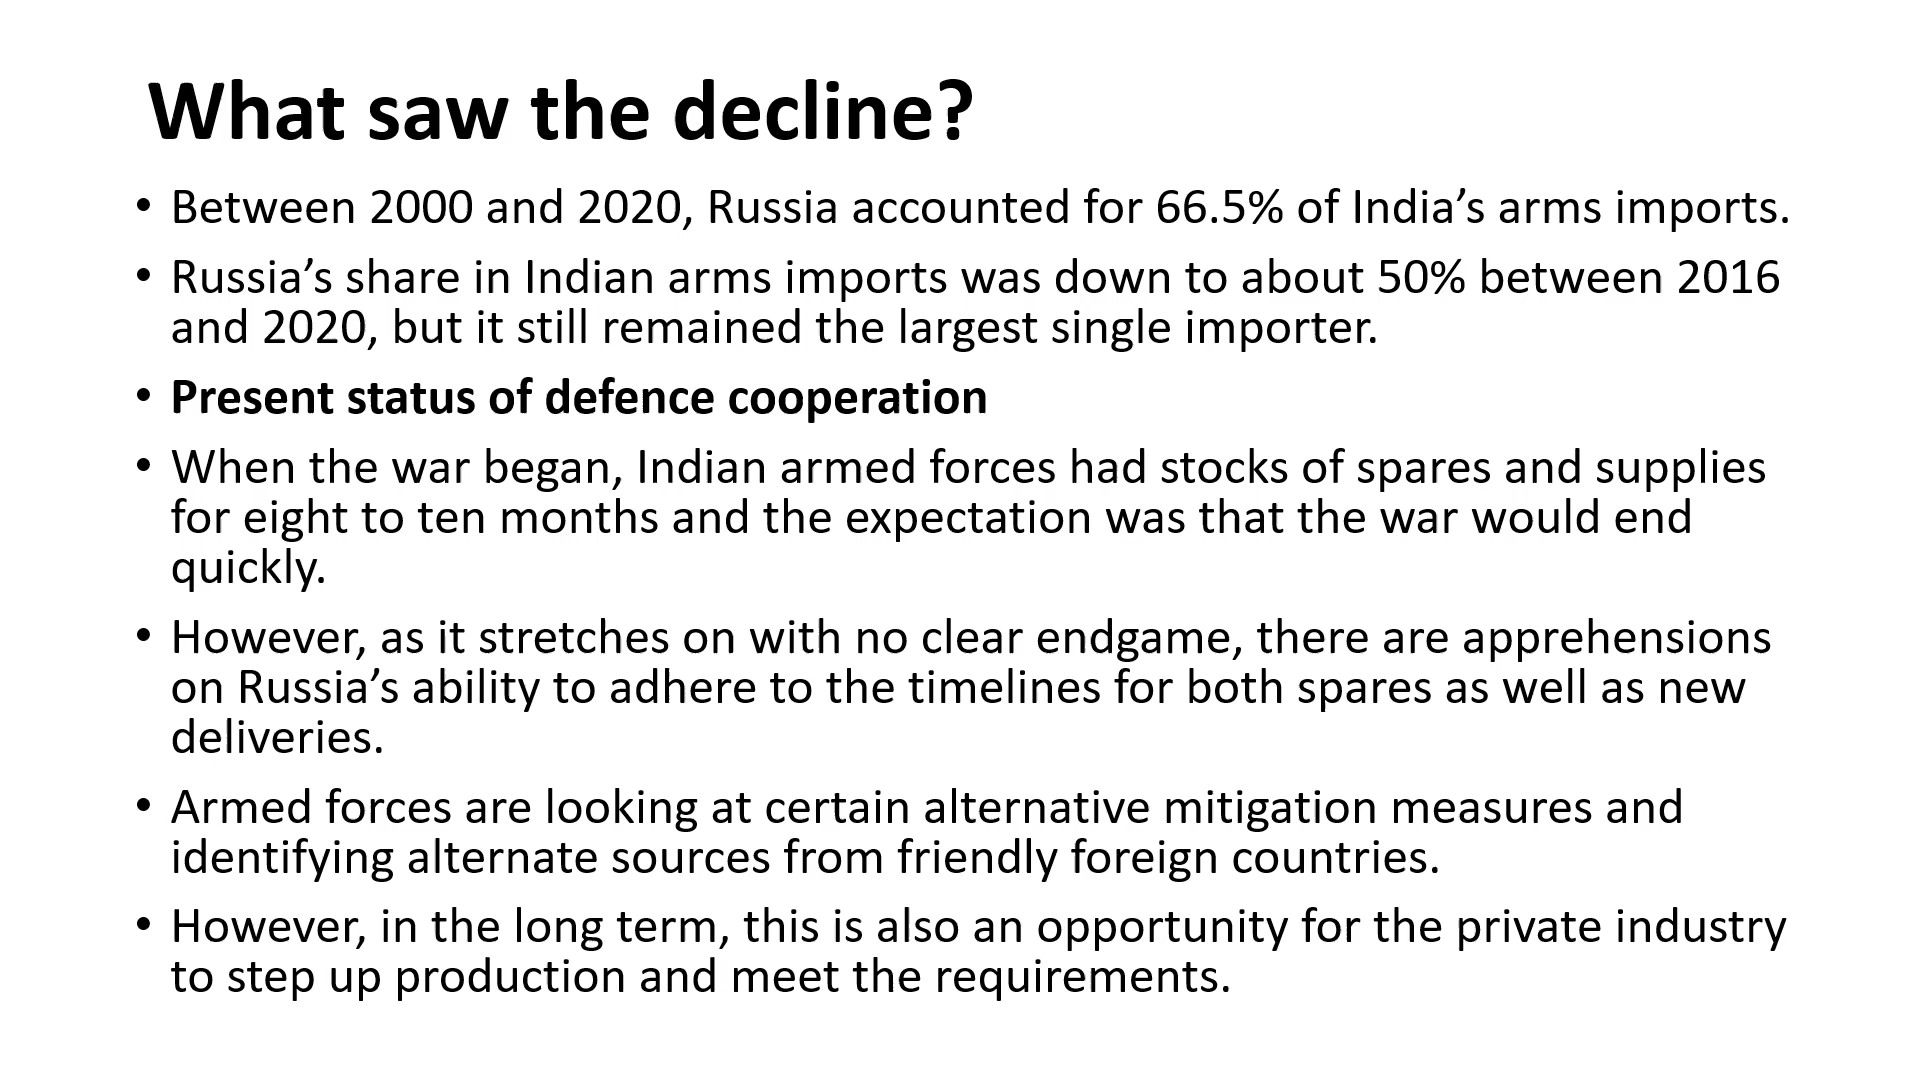 What saw the decline?
• Between 2000 and 2020, Russia accounted for 66.5% of India’s arms imports.
• Russia’s share in Indian arms imports was down to about 50% between 2016
and 2020, but it still remained the largest single importer.
• Present status of defence cooperation
• When the war began, Indian armed forces had stocks of spares and supplies
for eight to ten months and the expectation was that the war would end
quickly.
• However, as it stretches on with no clear endgame, there are apprehensions
on Russia’s ability to adhere to the timelines for both spares as well as new
deliveries.
• Armed forces are looking at certain alternative mitigation measures and
identifying alternate sources from friendly foreign countries.
• However, in the long term, this is also an opportunity for the private industry
to step up production and meet the requirements.